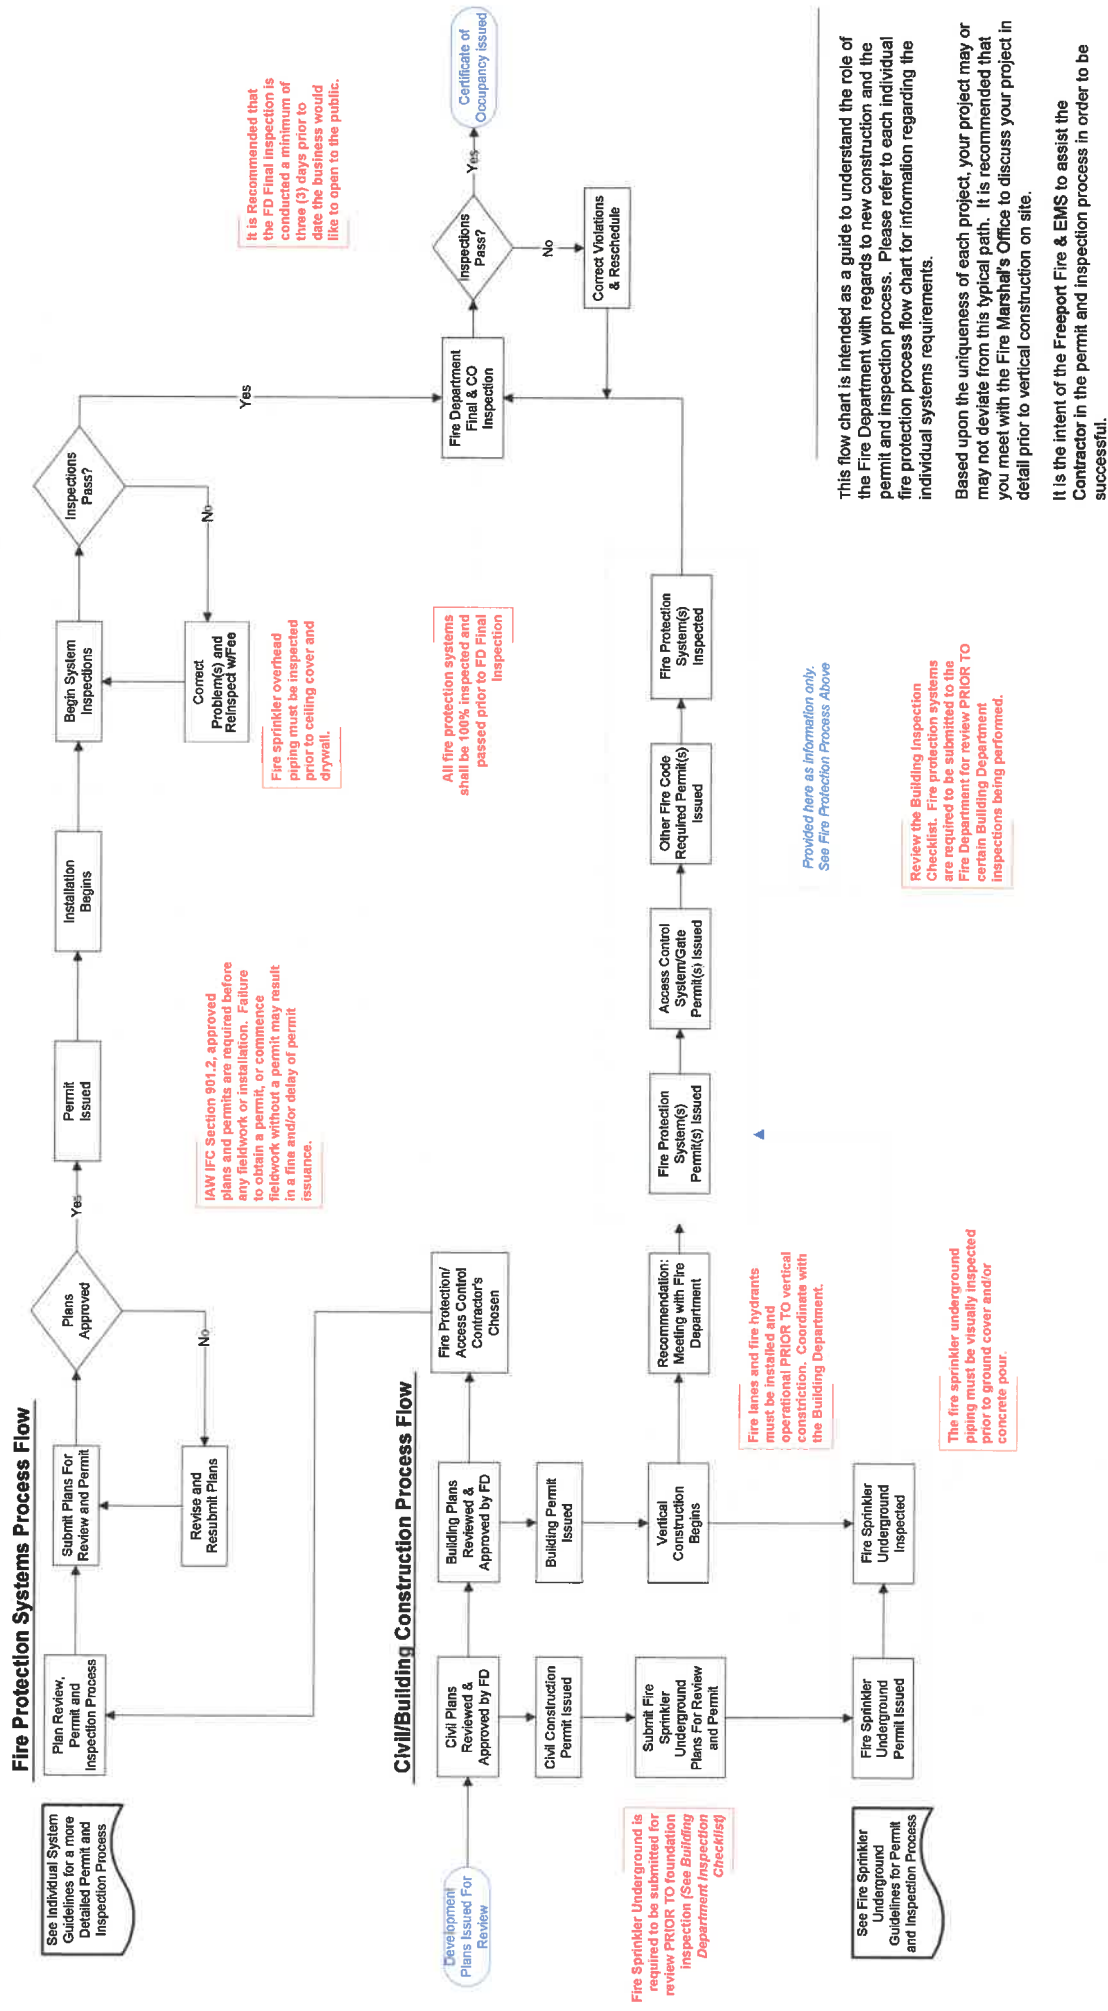 Fire Protection Systems Process Flow
See Individual System
Guidelines for a more
Detailed Permit and
Inspection Process
Plan Review,
Permit and
Inspection Process
Submit Plans For
Review and Permit
Revise and
Resubmit Plans
Plans
Approved
No
Yes
Permit
Issued
Installation
Begins
Begin System
Inspections
Correct
Problem(s) and
ReInspect w/Fee
Inspections
Pass?
No
Yes
IAW IFC Section 901.2, approved
plans and permits are required before
any fieldwork or installation. Failure
to obtain a permit, or commence
fieldwork without a permit may result
in a fine and/or delay of permit
issuance.
Fire sprinkler overhead
piping must be inspected
prior to ceiling cover and
drywall.
It is Recommended that
the FD Final inspection is
conducted a minimum of
three (3) days prior to
date the business would
like to open to the public.
Civil/Building Construction Process Flow
Development
Plans Issued For
Review
Civil Plans
Reviewed &
Approved by FD
Building Plans
Reviewed &
Approved by FD
Fire Protection/
Access Control
Contractor's
Chosen
All fire protection systems
shall be 100% inspected and
passed prior to FD Final
Inspection
Fire Department
Final & CO
Inspection
Inspections
Pass?
Yes
Certificate of
Occupancy issued
No
Correct Violations
& Reschedule
Civil Construction
Permit Issued
Building Permit
Issued
Fire Sprinkler Underground is
required to be submitted for
review PRIOR TO foundation
inspection (See Building
Department Inspection
Checklist)
Submit Fire
Sprinkler
Underground
Plans For Review
and Permit
Vertical
Construction
Begins
Recommendation:
Meeting with Fire
Department
Fire Protection
System(s)
Permit(s) Issued
Access Control
System/Gate
Permit(s) Issued
Other Fire Code
Required Permit(s)
Issued
Fire Protection
System(s)
Inspected
Fire lanes and fire hydrants
must be installed and
operational PRIOR TO vertical
constriction. Coordinate with
the Building Department.
Provided here as information only.
See Fire Protection Process Above
See Fire Sprinkler
Underground
Guidelines for Permit
and Inspection Process
Fire Sprinkler
Underground
Permit Issued
Fire Sprinkler
Underground
Inspected
The fire sprinkler underground
piping must be visually inspected
prior to ground cover and/or
concrete pour.
Review the Building Inspection
Checklist. Fire protection systems
are required to be submitted to the
Fire Department for review PRIOR TO
certain Building Department
inspections being performed.
This flow chart is intended as a guide to understand the role of
the Fire Department with regards to new construction and the
permit and inspection process. Please refer to each individual
fire protection process flow chart for information regarding the
individual systems requirements.
Based upon the uniqueness of each project, your project may or
may not deviate from this typical path. It is recommended that
you meet with the Fire Marshal's Office to discuss your project in
detail prior to vertical construction on site.
It is the intent of the Freeport Fire & EMS to assist the
Contractor in the permit and inspection process in order to be
successful.